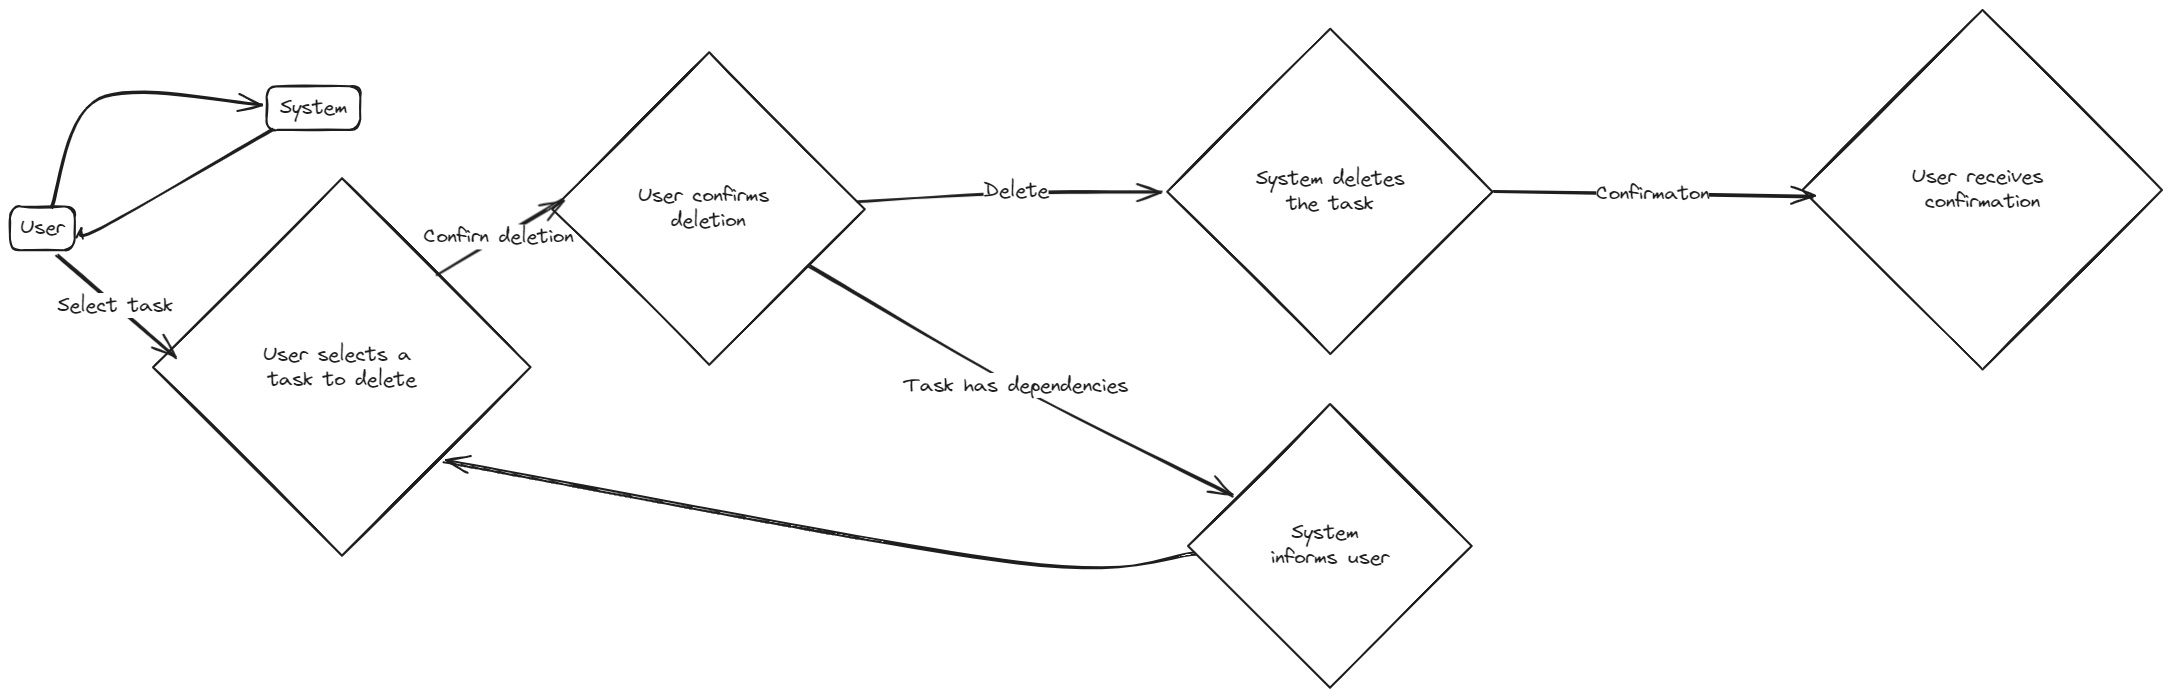 System
User
Select task
User selects a
task to delete
Confirn deletion
User confirms
deletion
Delete
Task has dependencies
System deletes
the task
System
informs user
Confirmaton
User receives
confirmation